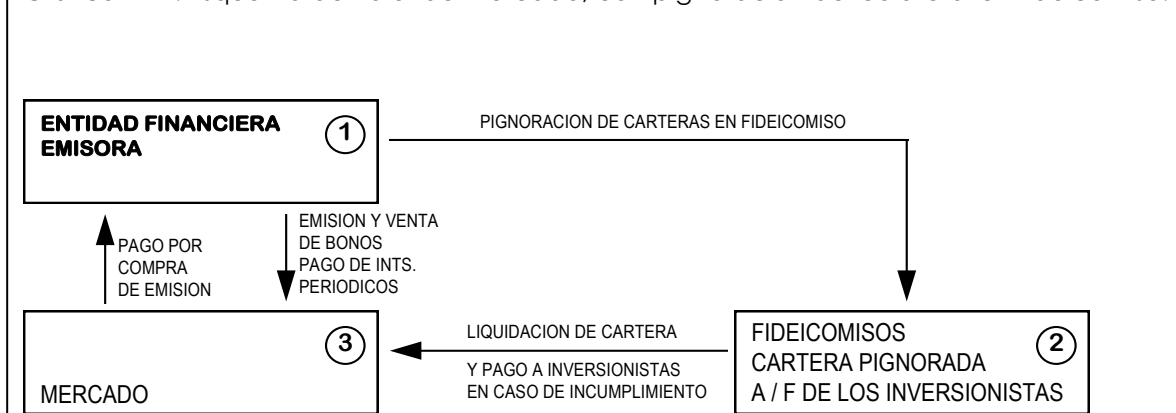 ENTIDAD FINANCIERA
EMISORA
1
PIGNORACION DE CARTERAS EN FIDEICOMISO
PAGO POR
COMPRA
DE EMISION
EMISION Y VENTA
DE BONOS
PAGO DE INTS.
PERIODICOS
3
MERCADO
LIQUIDACION DE CARTERA
Y PAGO A INVERSIONISTAS
EN CASO DE INCUMPLIMIENTO
FIDEICOMISOS
CARTERA PIGNORADA
A / F DE LOS INVERSIONISTAS
2